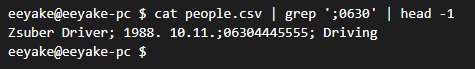 eeyake@eeyake-pc ~ $ cat people.csv | grep ';0630' | head -1
Zsuber Driver; 1988. 10.11.;06304445555; Driving
eeyake@eeyake-pc ~ $